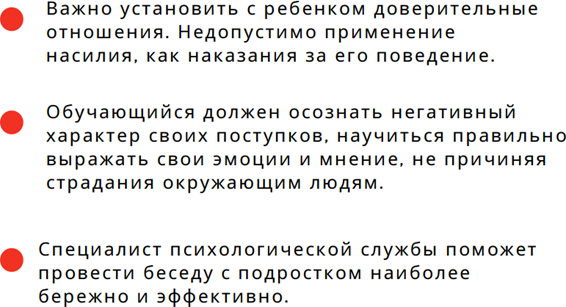 Важно установить с ребенком доверительные
отношения. Недопустимо применение
насилия, как наказания за его поведение.
Обучающийся должен осознать негативный
характер своих поступков, научиться правильно
выражать свои эмоции и мнение, не причиняя
страдания окружающим людям.
Специалист психологической службы поможет
провести беседу с подростком наиболее
бережно и эффективно.